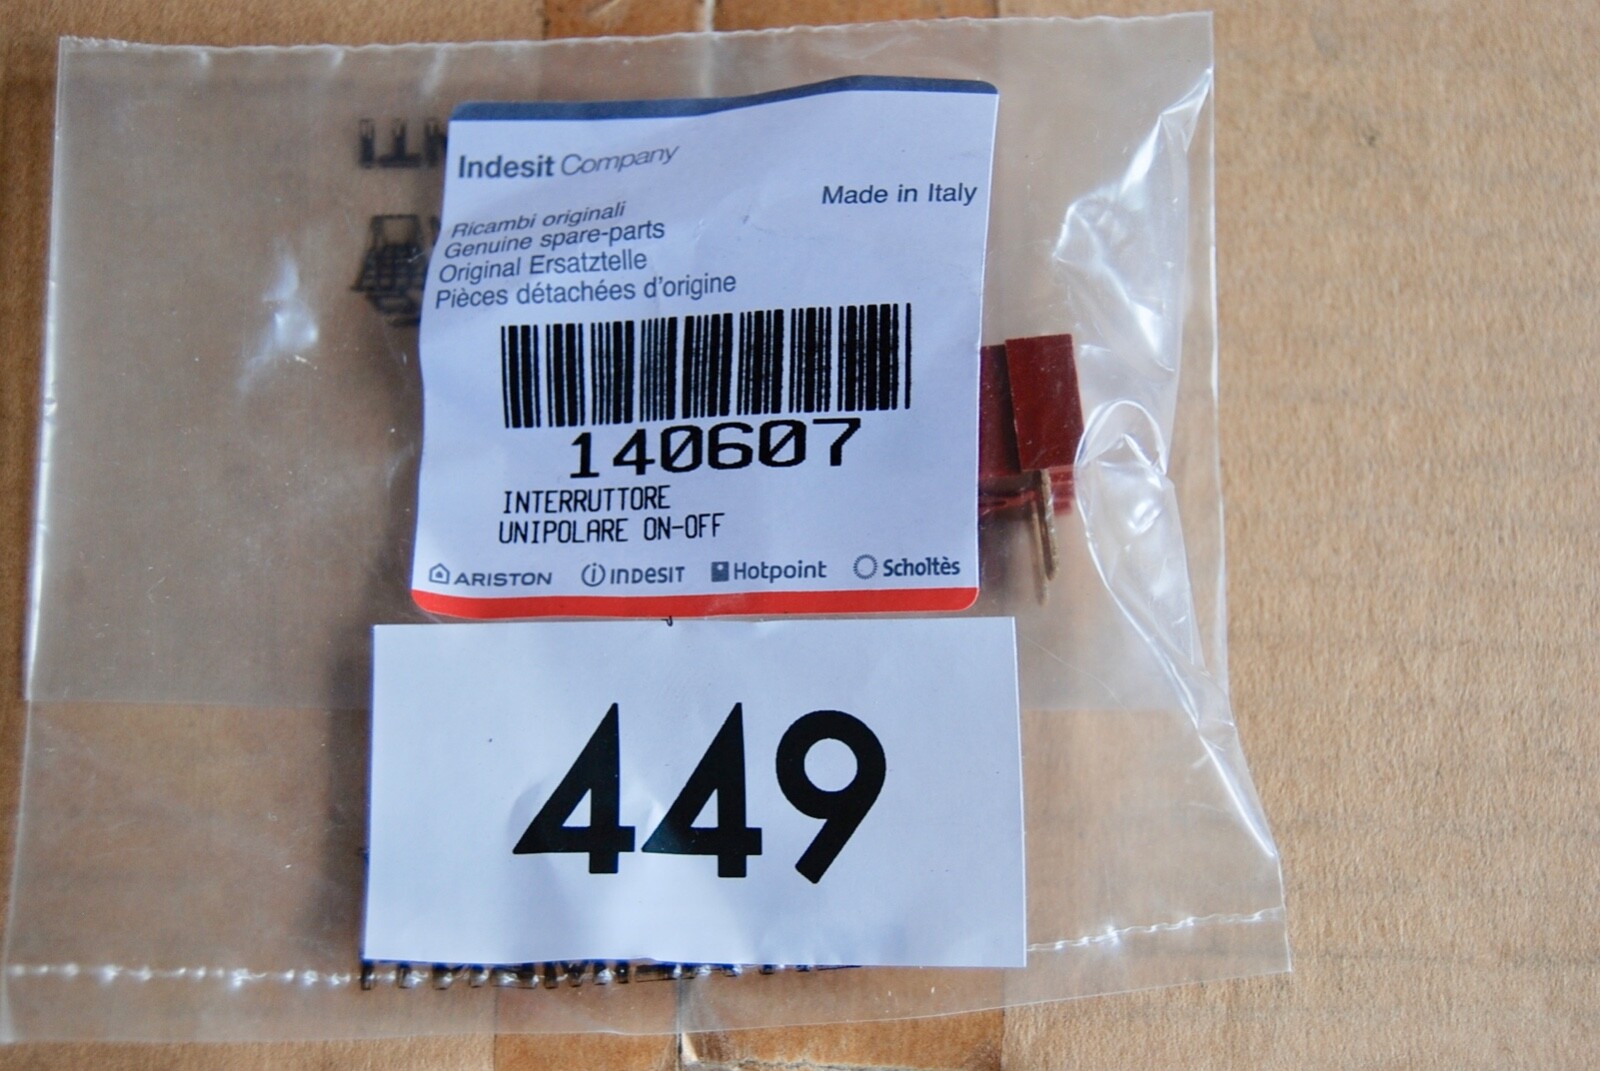 Indesit Company
Made in Italy
Ricambi originali
Genuine spare-parts
Original Ersatztelle
Pièces détachées d'origine
140607
INTERRUTTORE
UNIPOLARE ON-OFF
ARISTON INDESIT Hotpoint Scholtès
449